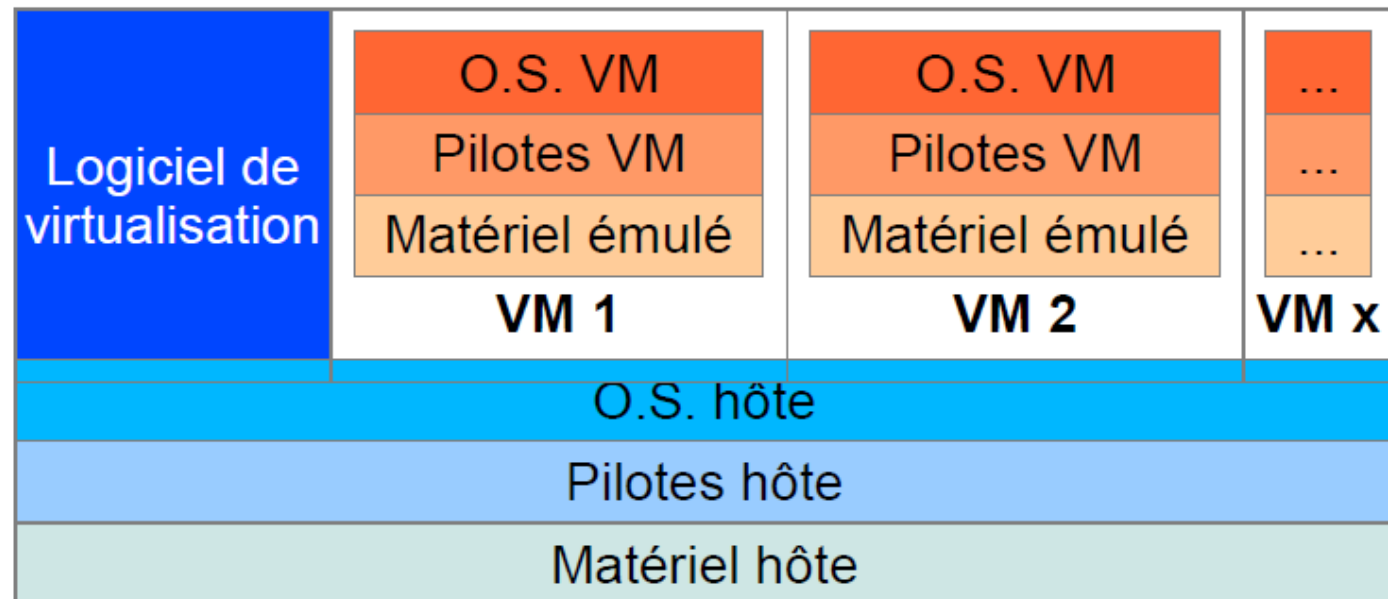 Logiciel de
virtualisation
O.S. VM
Pilotes VM
Matériel émulé
VM 1
O.S. VM
Pilotes VM
Matériel émulé
VM 2
...
...
...
VM x
O.S. hôte
Pilotes hôte
Matériel hôte